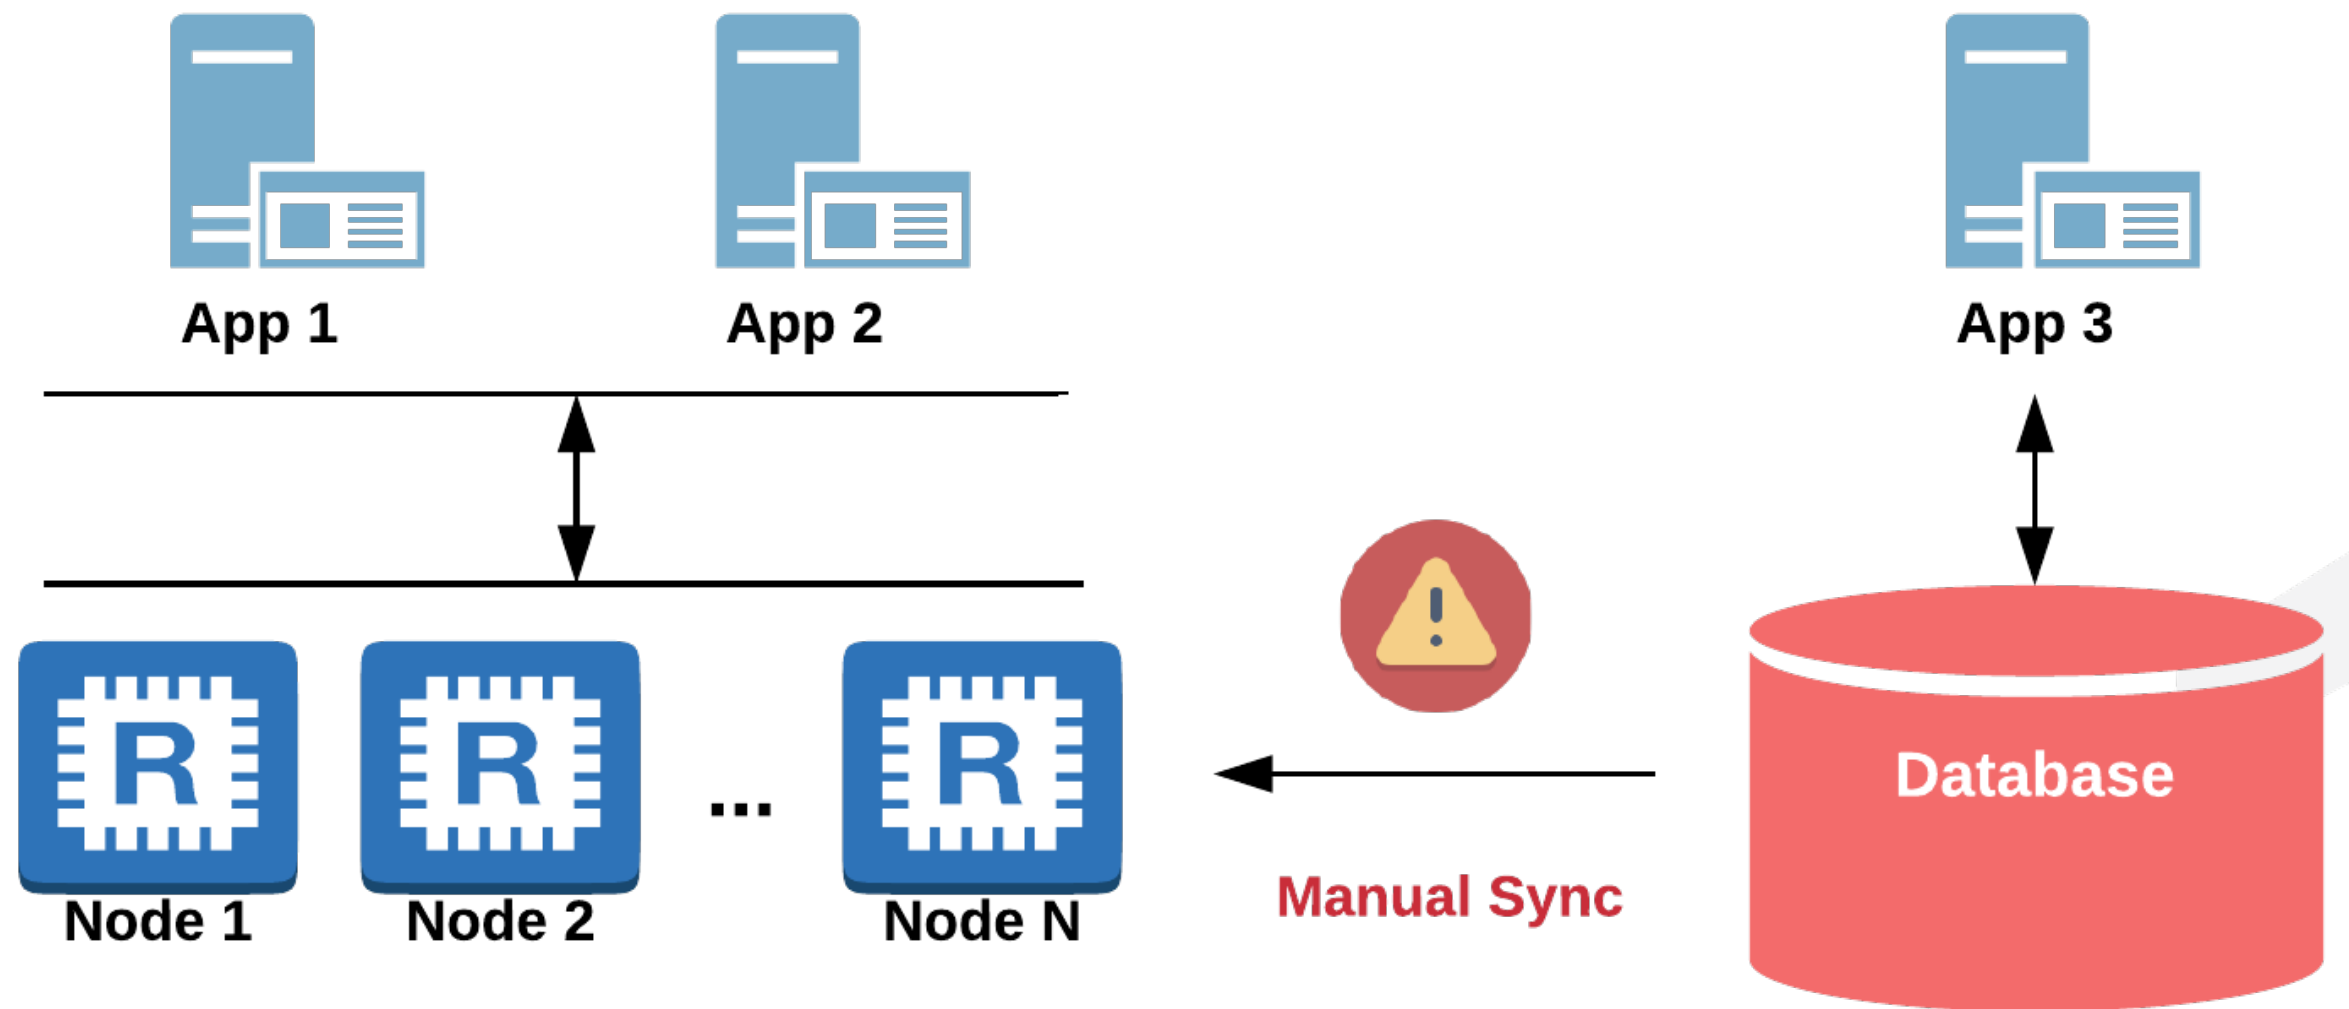 App 1
App 2
App 3
R
R
...
R
Database
Manual Sync
Node 1
Node 2
Node N